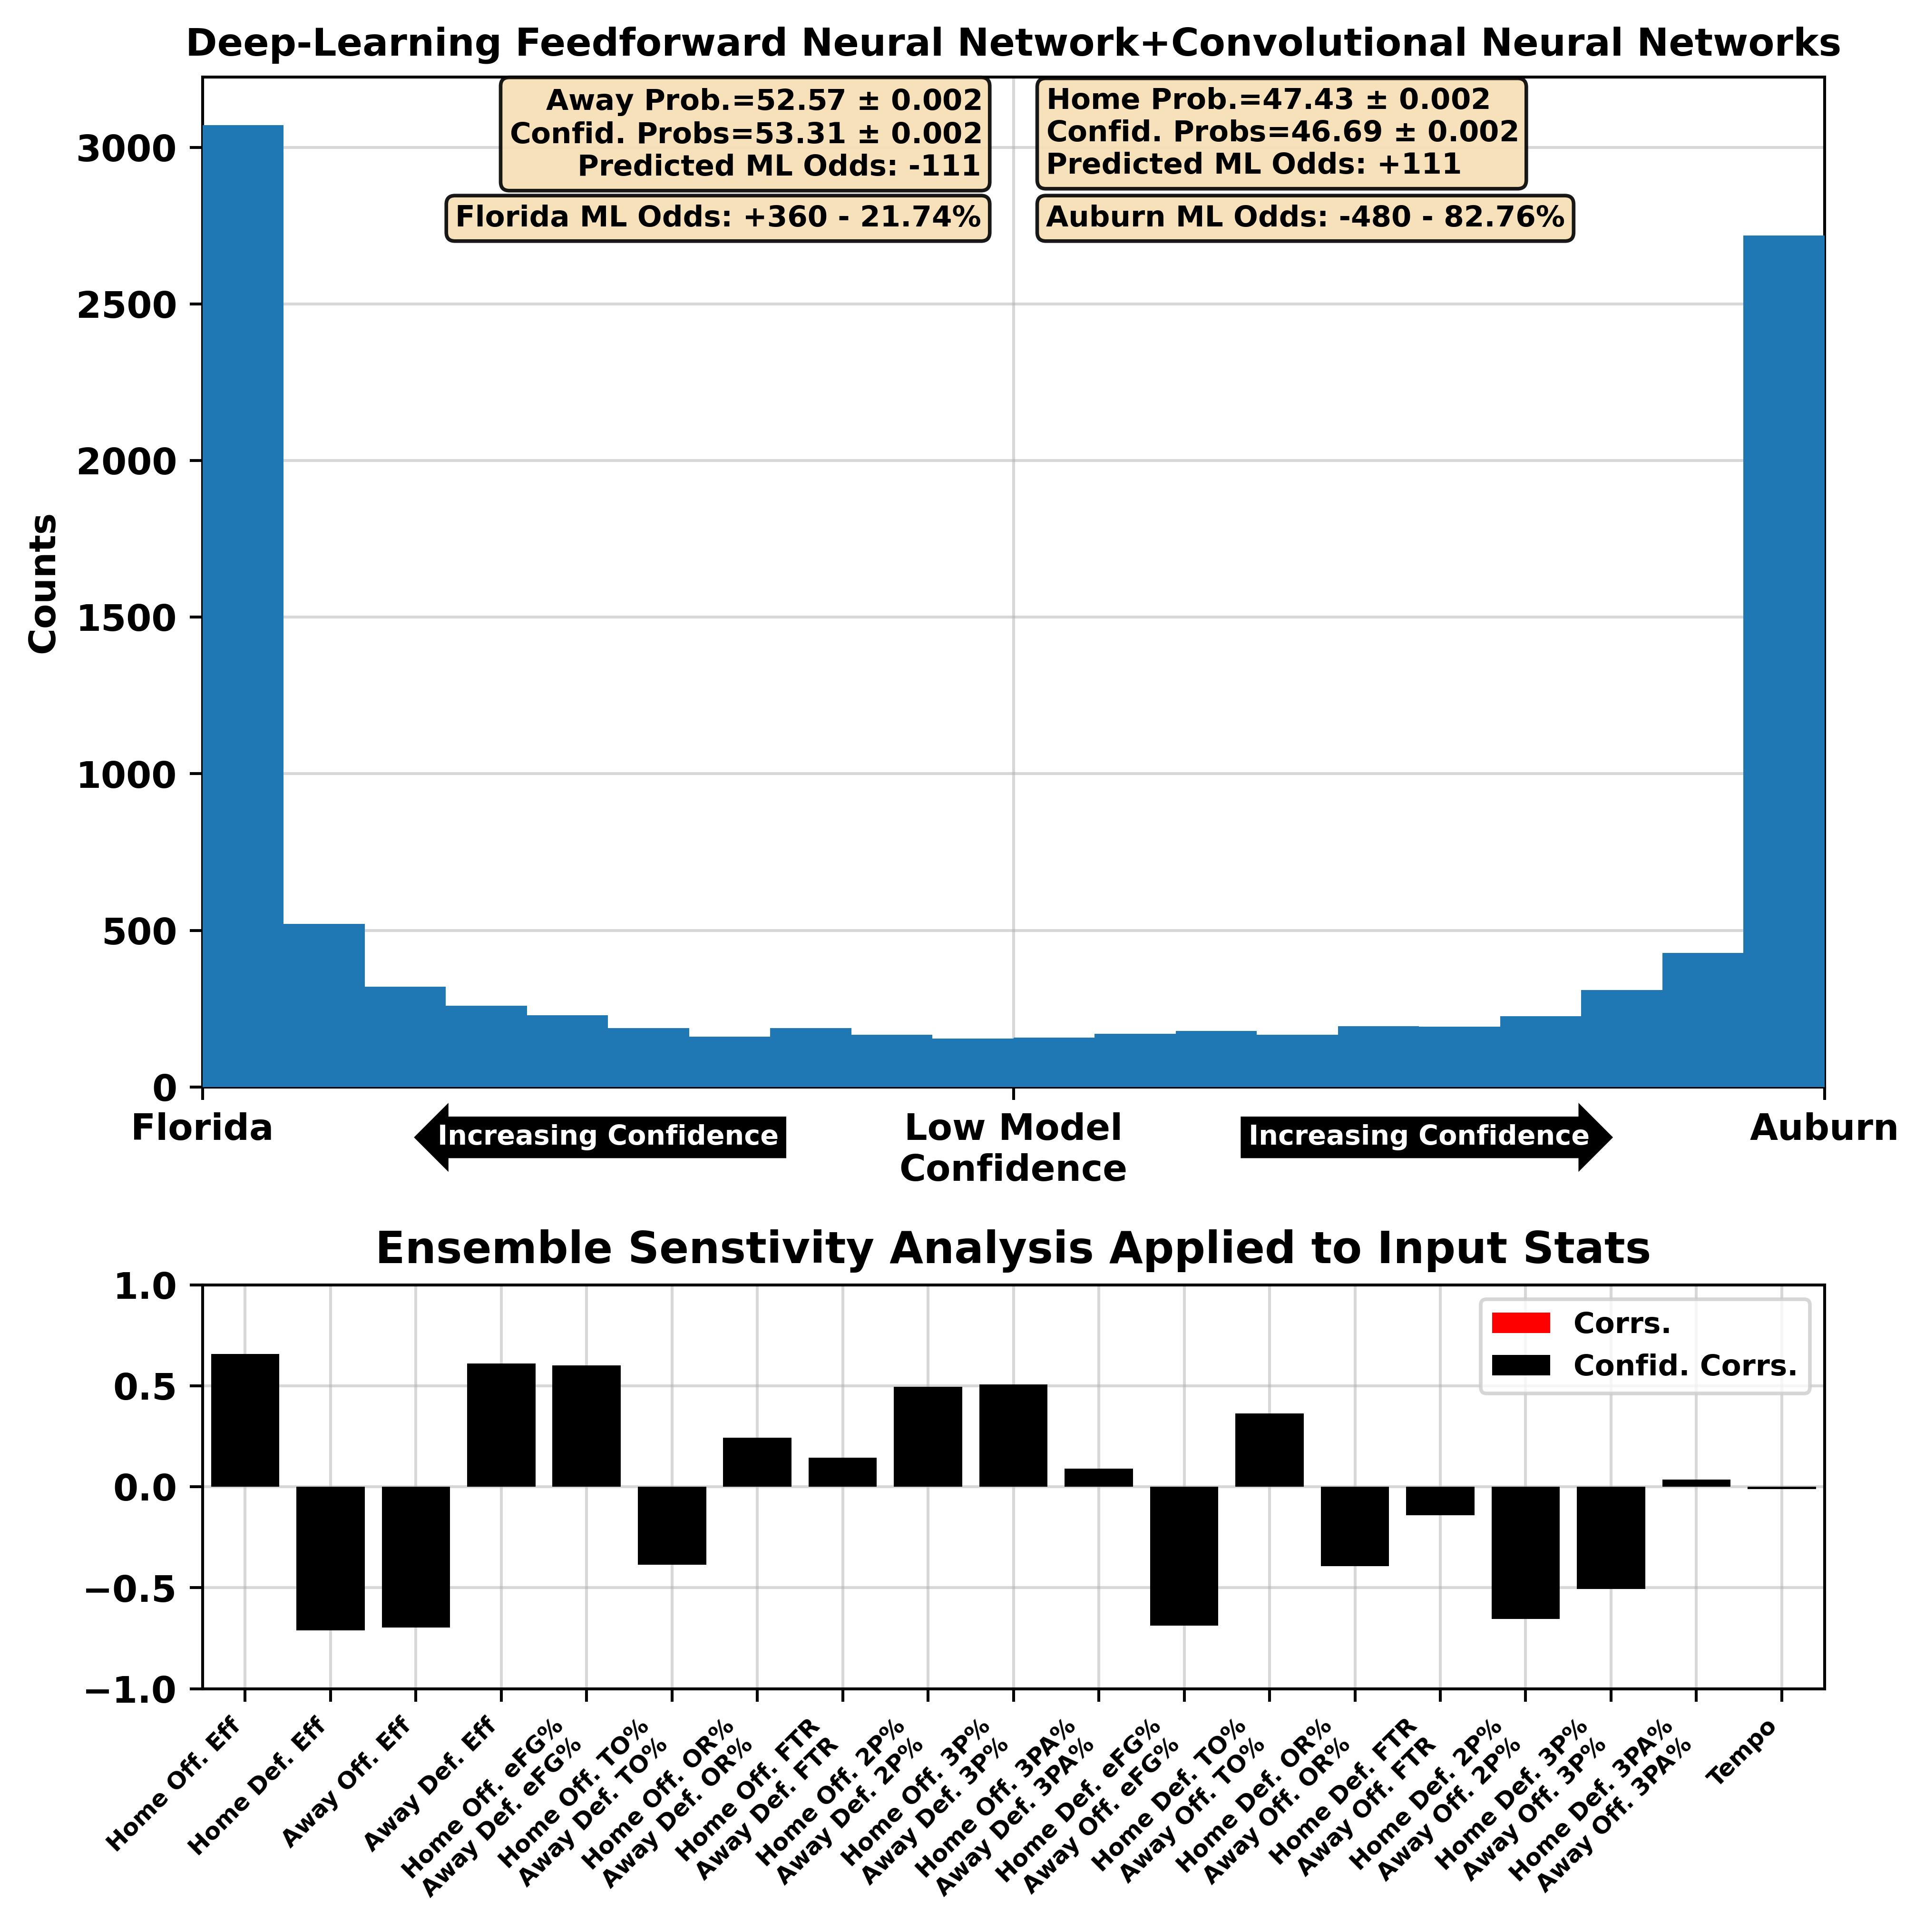 Deep-Learning Feedforward Neural Network+Convolutional Neural Networks
Away Prob.=52.57 ± 0.002
Confid. Probs=53.31 ± 0.002
Predicted ML Odds: -111
Florida ML Odds: +360 - 21.74%
Home Prob.=47.43 ± 0.002
Confid. Probs=46.69 ± 0.002
Predicted ML Odds: +111
Auburn ML Odds: -480 - 82.76%
Counts
3000
2500
2000
1500
1000
500
0
Florida
Increasing Confidence
Low Model
Confidence
Increasing Confidence
Auburn
Ensemble Senstivity Analysis Applied to Input Stats
1.0
0.5
0.0
−0.5
−1.0
Corrs.
Confid. Corrs.
Home Off. Eff
Home Def. Eff
Away Off. Eff
Away Def. Eff
Home Off. eFG%
Away Def. eFG%
Home Off. TO%
Away Def. TO%
Home Off. OR%
Away Def. OR%
Home Off. FTR
Away Def. FTR
Home Off. 2P%
Away Def. 2P%
Home Off. 3P%
Away Def. 3P%
Home Off. 3PA%
Away Def. 3PA%
Home Def. eFG%
Away Off. eFG%
Home Def. TO%
Away Off. TO%
Home Def. OR%
Away Off. OR%
Home Def. FTR
Away Off. FTR
Home Def. 2P%
Away Off. 2P%
Home Def. 3P%
Away Off. 3P%
Home Def. 3PA%
Away Off. 3PA%
Tempo